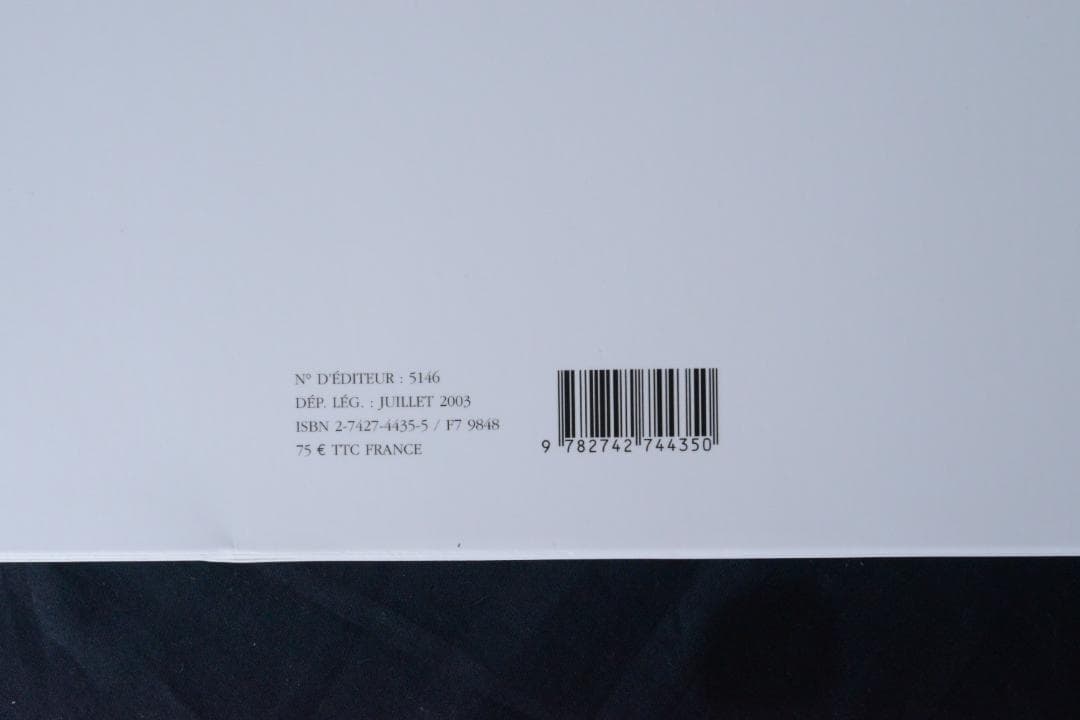 N° D'ÉDITEUR : 5146
DÉP. LÉG. : JUILLET 2003
ISBN 2-7427-4435-5 / F7 9848
75 € TTC FRANCE
9 782742 744350